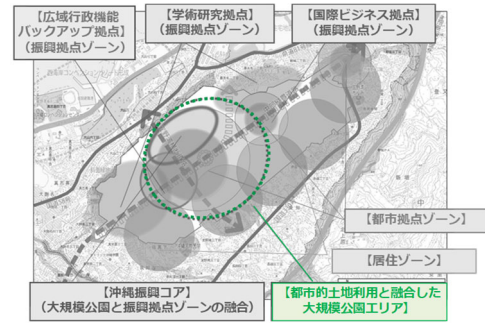 【広域行政機能
バックアップ拠点】
(振興拠点ゾーン)
【学術研究拠点】
(振興拠点ゾーン)
【国際ビジネス拠点】
(振興拠点ゾーン)
【都市拠点ゾーン】
【居住ゾーン】
【沖縄振興コア】
(大規模公園と振興拠点ゾーンの融合)
【都市的土地利用と融合した
大規模公園エリア】